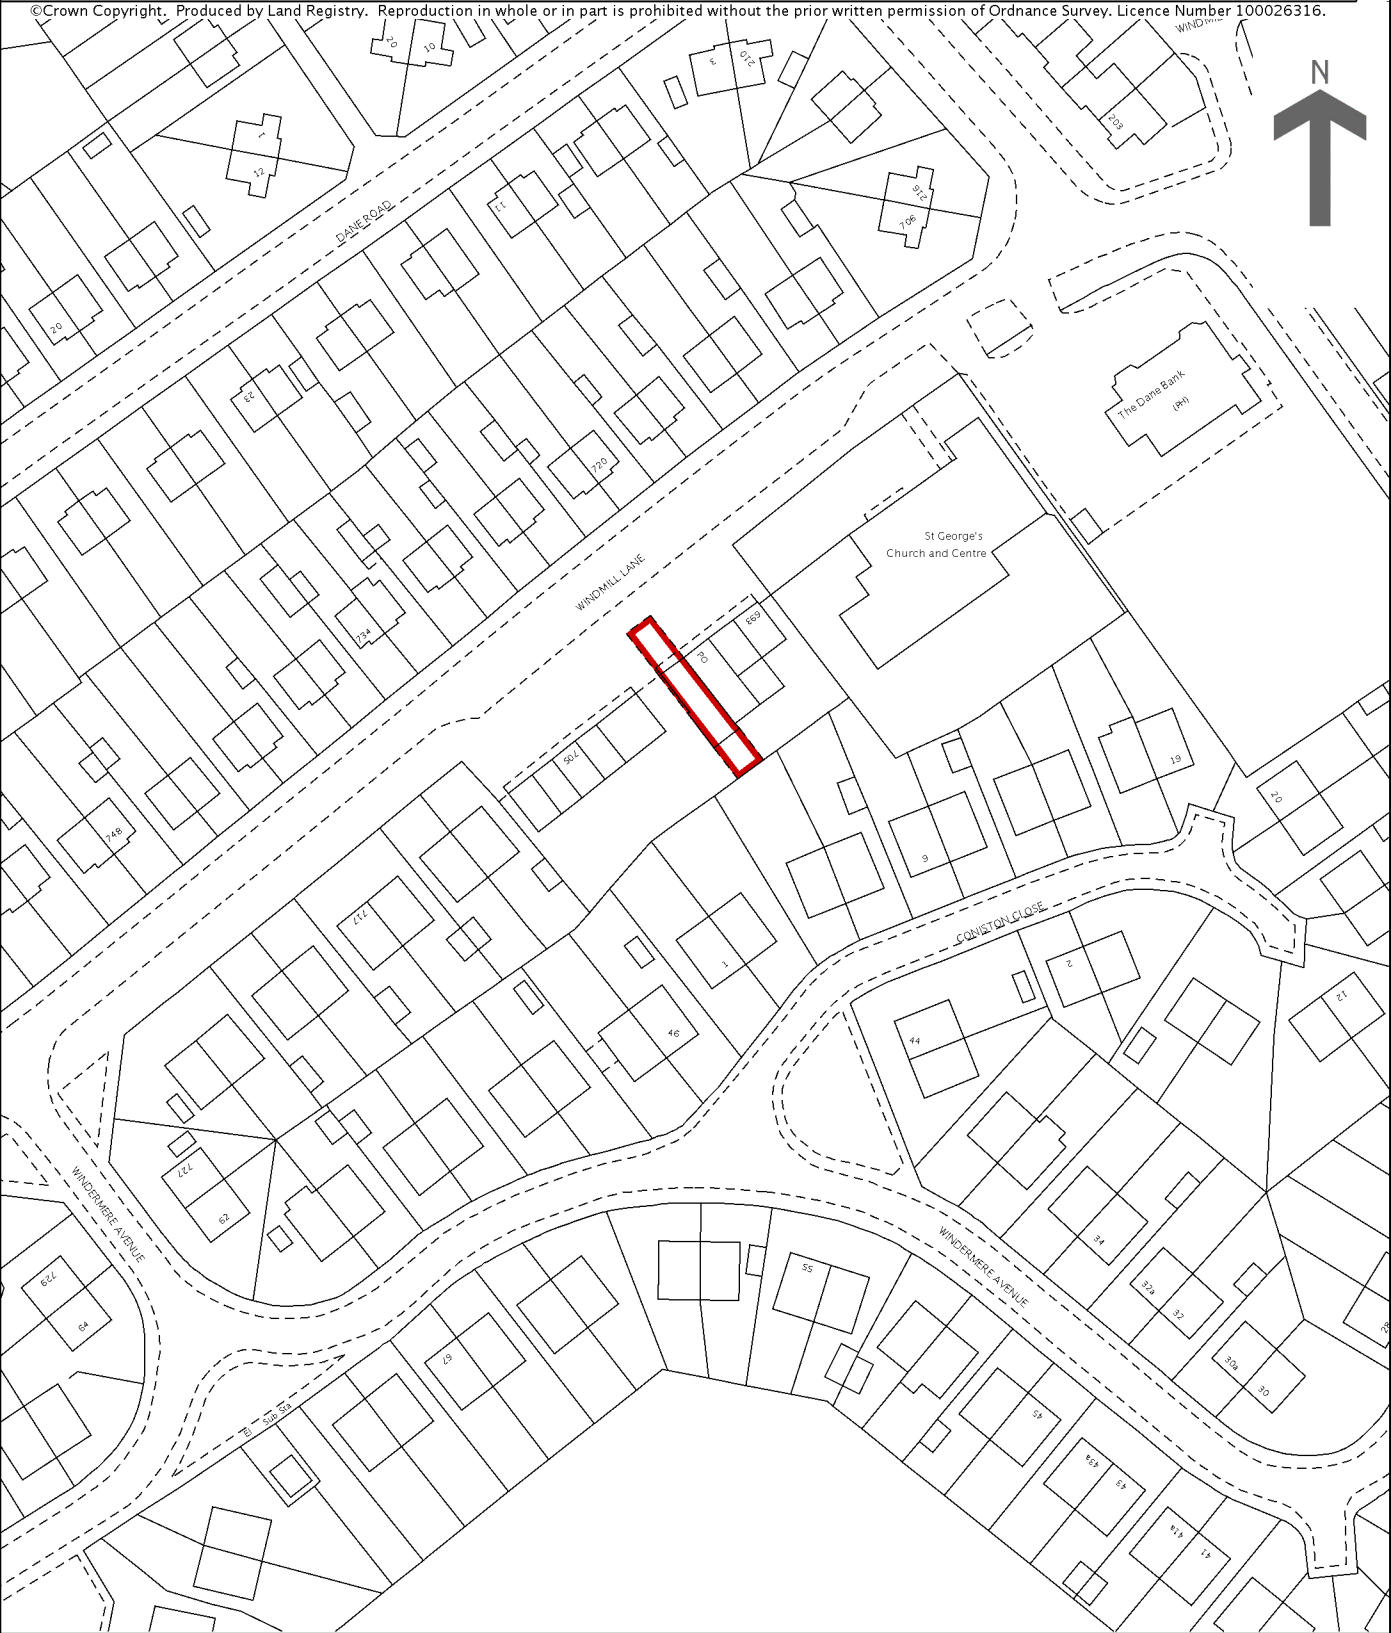 ©Crown Copyright. Produced by Land Registry. Reproduction in whole or in part is prohibited without the prior written permission of Ordnance Survey. Licence Number 100026316.
N
20
10
3
210
203
1
12
DANE ROAD
11
216
706
20
23
The Dane Bank
(PH)
720
St George's
Church and Centre
WINDMILL LANE
734
693
PO
705
19
20
748
9
717
CONISTON CLOSE
1
2
46
44
12
WINDERMERE AVENUE
727
62
34
WINDERMERE AVENUE
729
64
55
32a
32
28
67
30a
30
El Sub Sta
45
43a
43
41a
41